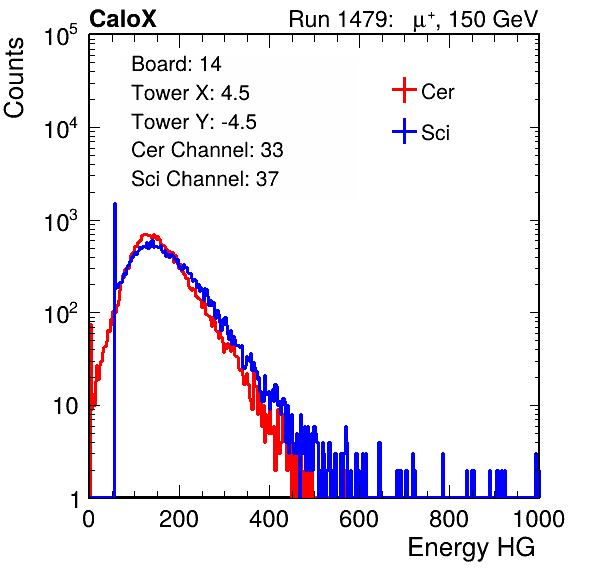 CaloX Run 1479: μ⁺, 150 GeV
Board: 14
Tower X: 4.5
Tower Y: -4.5
Cer Channel: 33
Sci Channel: 37
Cer
Sci
Counts
10⁵
10⁴
10³
10²
10
1
0 200 400 600 800 1000
Energy HG